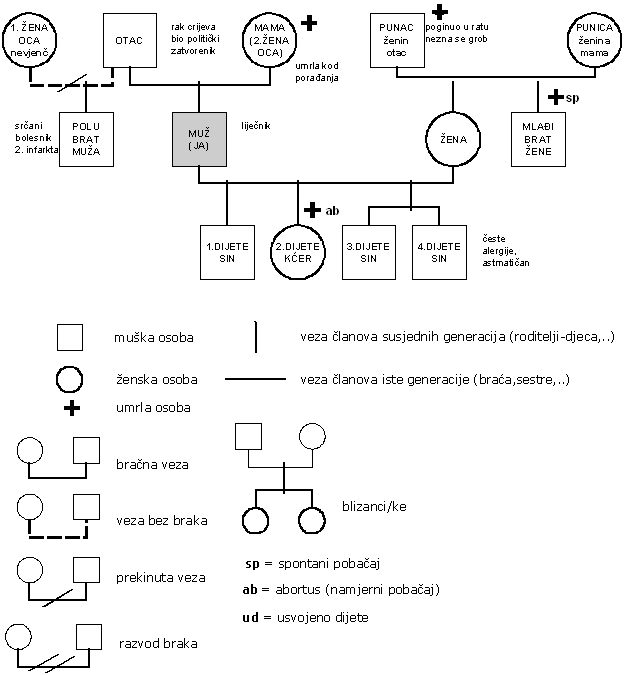 1. ŽENA
OCA
nevjenč.
OTAC
rak crijeva
bio politički
zatvorenik
MAMA
(2.ŽENA
OCA)
umrla kod
porađanja
PUNAC
ženin
otac
poginuo u ratu
nezna se grob
PUNICA
ženina
mama
srčani
bolesnik
2. infarkta
POLU
BRAT
MUŽA
MUŽ
(JA)
liječnik
ŽENA
MLAĐI
BRAT
ŽENE
sp
ab
1.DIJETE
SIN
2.DIJETE
KĆER
3.DIJETE
SIN
4.DIJETE
SIN
česte
alergije,
astmatičan
muška osoba
veza članova susjednih generacija (roditelji-djeca,..)
ženska osoba
veza članova iste generacije (braća,sestre,..)
umrla osoba
bračna veza
veza bez braka
blizanci/ke
prekinuta veza
razvod braka
sp = spontani pobačaj
ab = abortus (namjerni pobačaj)
ud = usvojeno dijete